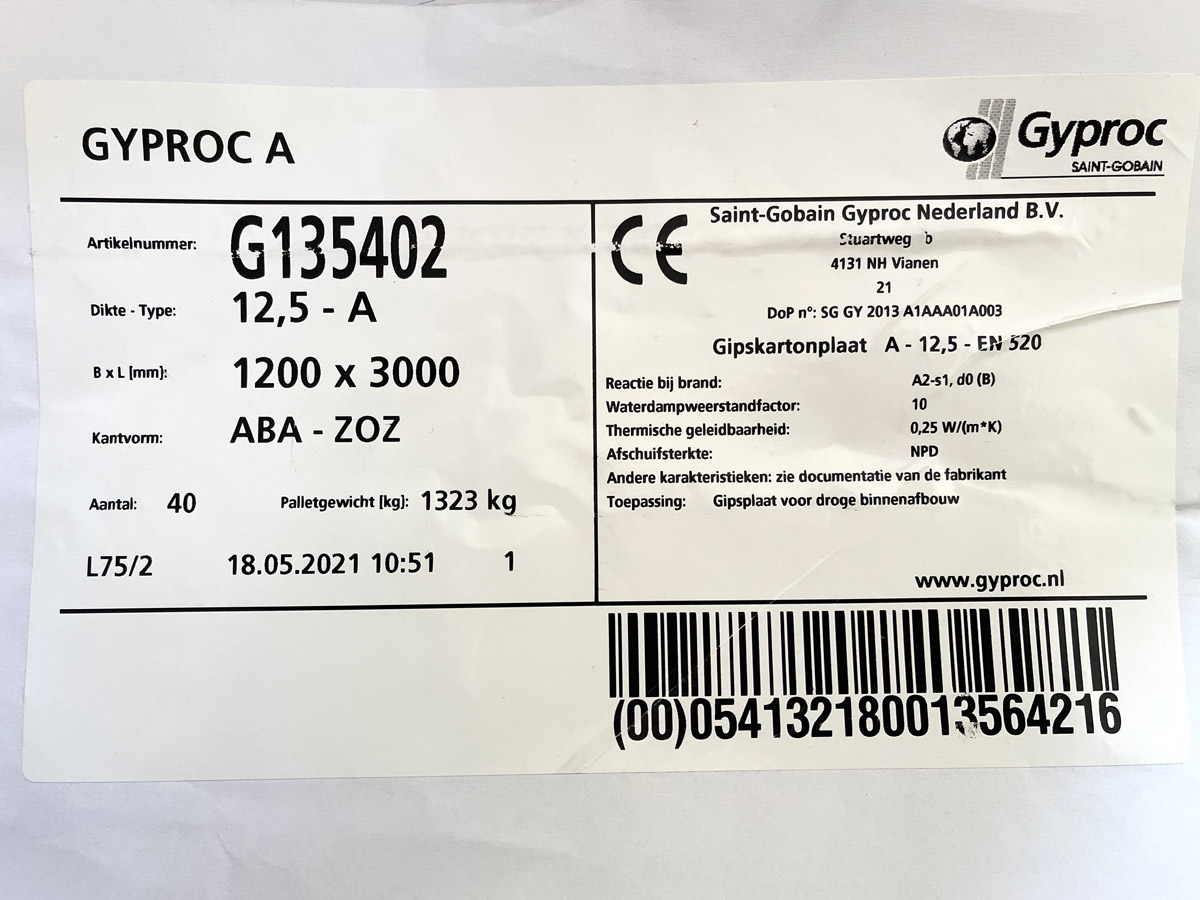 GYPROC A
Gyproc
SAINT-GOBAIN
Artikelnummer: G135402
Dikte - Type: 12,5 - A
B x L [mm]: 1200 x 3000
Kantvorm: ABA - ZOZ
Aantal: 40 Palletgewicht [kg]: 1323 kg
L75/2 18.05.2021 10:51 1
CE
Saint-Gobain Gyproc Nederland B.V.
Stuartweg
4131 NH Vianen
21
DoP nº: SG GY 2013 A1AAA01A003
Gipskartonplaat A - 12,5 - EN 520
Reactie bij brand: A2-s1, d0 (B)
Waterdampweerstandfactor: 10
Thermische geleidbaarheid: 0,25 W/(m*K)
Afschuifsterkte: NPD
Andere karakteristieken: zie documentatie van de fabrikant
Toepassing: Gipsplaat voor droge binnenafbouw
www.gyproc.nl
(00)054132180013564216